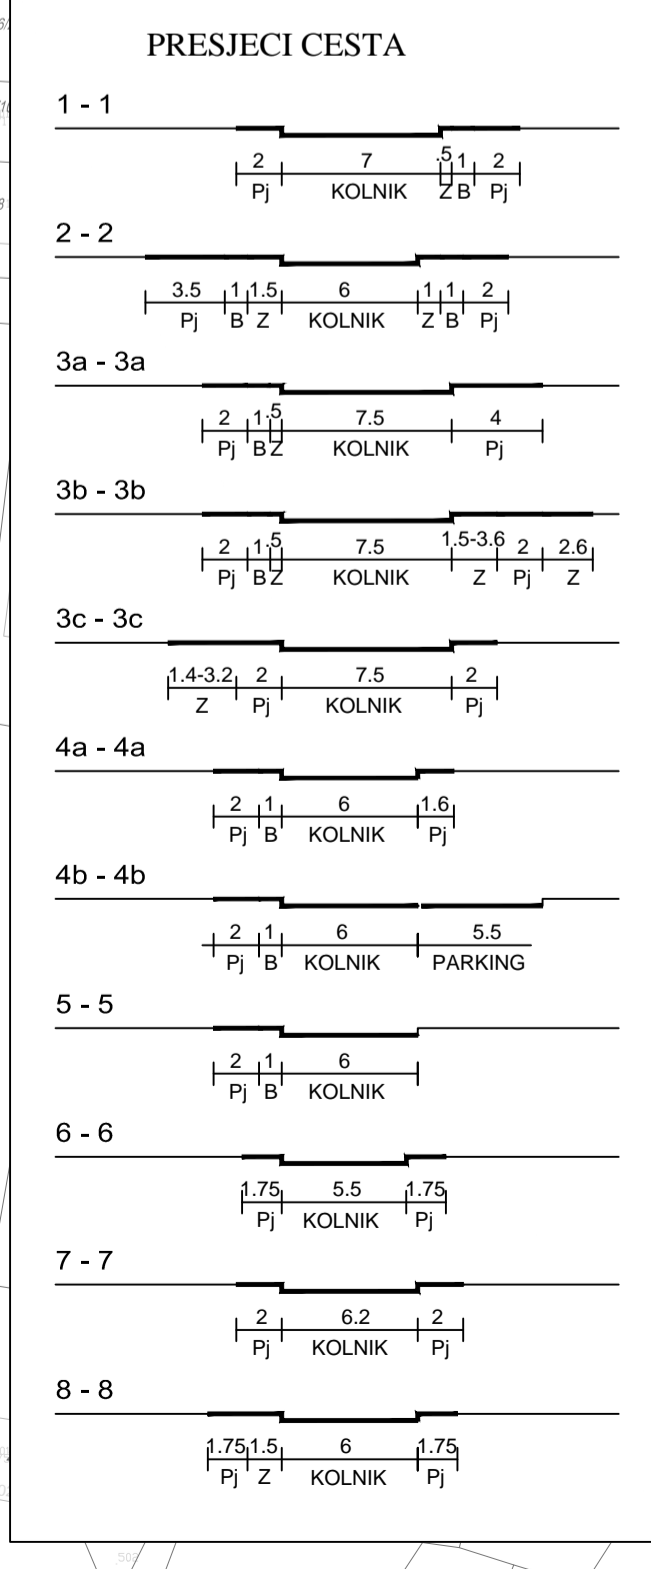 PRESJECI CESTA
1 - 1
2 7 .5 1 2
Pj KOLNIK Z B Pj
2 - 2
3.5 1 1.5 6 1 1 2
Pj B Z KOLNIK Z B Pj
3a - 3a
2 1 .5 7.5 4
Pj B Z KOLNIK Pj
3b - 3b
2 1 .5 7.5 1.5-3.6 2 2.6
Pj B Z KOLNIK Z Pj Z
3c - 3c
1.4-3.2 2 7.5 2
Z Pj KOLNIK Pj
4a - 4a
2 1 6 1.6
Pj B KOLNIK Pj
4b - 4b
2 1 6 5.5
Pj B KOLNIK PARKING
5 - 5
2 1 6
Pj B KOLNIK
6 - 6
1.75 5.5 1.75
Pj KOLNIK Pj
7 - 7
2 6.2 2
Pj KOLNIK Pj
8 - 8
1.75 1.5 6 1.75
Pj Z KOLNIK Pj